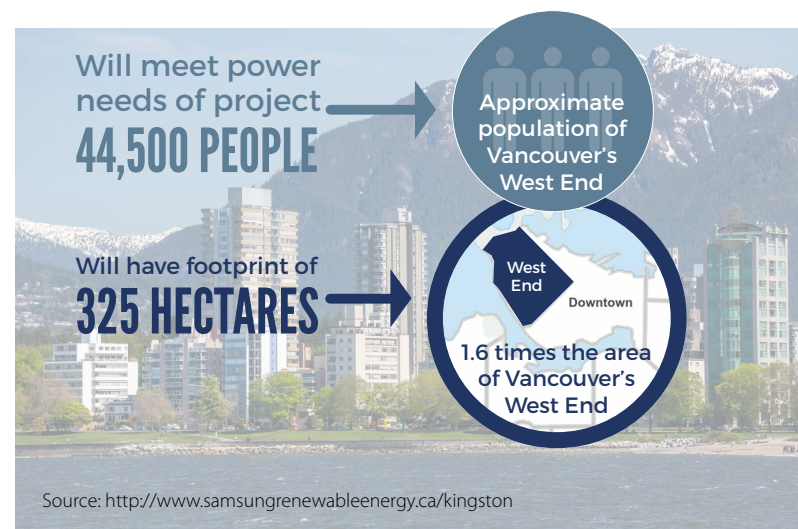 Will meet power
needs of project
44,500 PEOPLE
Approximate
population of
Vancouver's
West End
Will have footprint of
325 HECTARES
West
End
Downtown
1.6 times the area
of Vancouver's
West End
Source: http://www.samsungrenewableenergy.ca/kingston